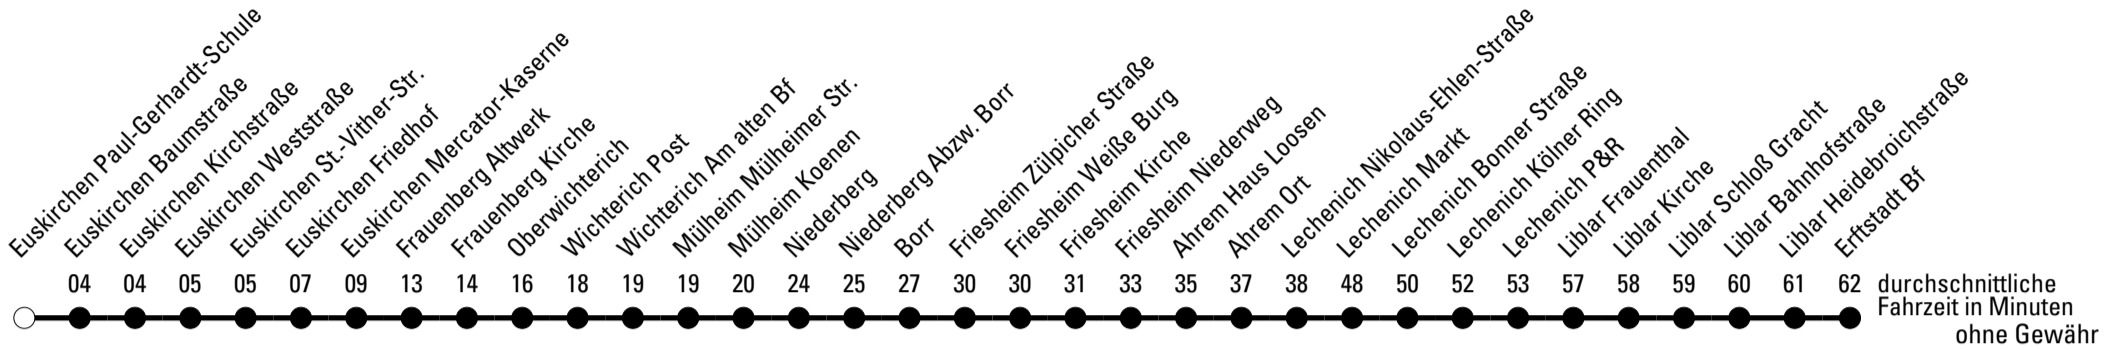 Euskirchen Paul-Gerhardt-Schule
Euskirchen Baumstraße
Euskirchen Kirchstraße
Euskirchen Weststraße
Euskirchen St.-Vither-Str.
Euskirchen Friedhof
Euskirchen Mercator-Kaserne
Frauenberg Altwerk
Frauenberg Kirche
Oberwichterich
Wichterich Post
Wichterich Am alten Bf
Mülheim Mülheimer Str.
Mülheim Koenen
Niederberg
Niederberg Abzw. Borr
Borr
Friesheim Zülpicher Straße
Friesheim Weiße Burg
Friesheim Kirche
Friesheim Niederweg
Ahrem Haus Loosen
Ahrem Ort
Lechenich Nikolaus-Ehlen-Straße
Lechenich Markt
Lechenich Bonner Straße
Lechenich Kölner Ring
Lechenich P&R
Liblar Frauenthal
Liblar Kirche
Liblar Schloß Gracht
Liblar Bahnhofstraße
Liblar Heidebroichstraße
Erftstadt Bf
04 04 05 05 07 09 13 14 16 18 19 19 20 24 25 27 30 30 31 33 35 37 38 48 50 52 53 57 58 59 60 61 62 durchschnittliche
Fahrzeit in Minuten
ohne Gewähr